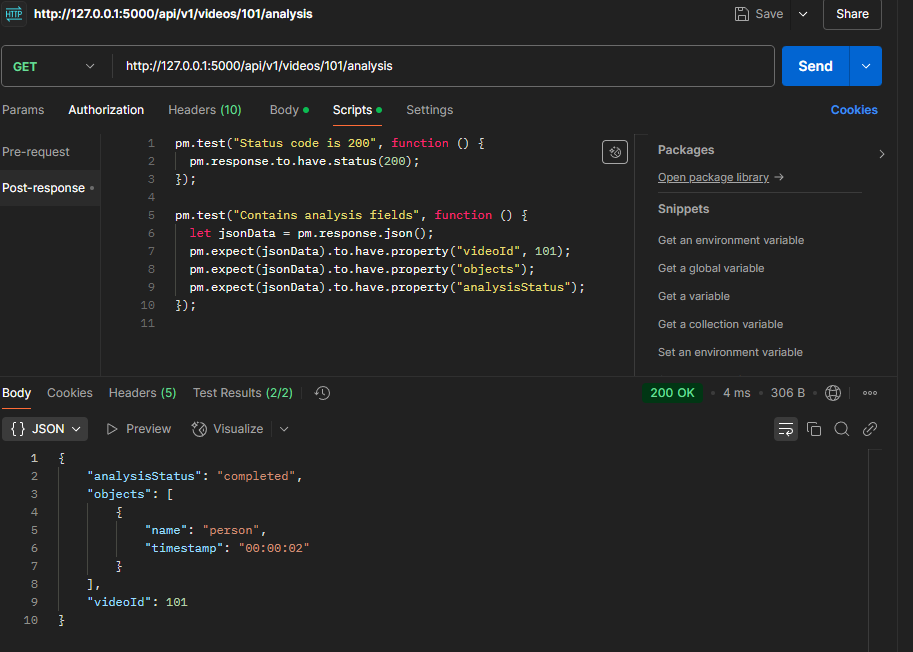 HTTP http://127.0.0.1:5000/api/v1/videos/101/analysis Save Share
GET http://127.0.0.1:5000/api/v1/videos/101/analysis Send
Params Authorization Headers (10) Body Scripts Settings Cookies
Pre-request
Post-response
1 pm.test("Status code is 200", function () {
2 pm.response.to.have.status(200);
3 });
4
5 pm.test("Contains analysis fields", function () {
6 let jsonData = pm.response.json();
7 pm.expect(jsonData).to.have.property("videoId", 101);
8 pm.expect(jsonData).to.have.property("objects");
9 pm.expect(jsonData).to.have.property("analysisStatus");
10 });
11
Packages
Open package library →
Snippets
Get an environment variable
Get a global variable
Get a variable
Get a collection variable
Set an environment variable
Body Cookies Headers (5) Test Results (2/2) 200 OK • 4 ms • 306 B •
{} JSON Preview Visualize
1 {
2 "analysisStatus": "completed",
3 "objects": [
4 {
5 "name": "person",
6 "timestamp": "00:00:02"
7 }
8 ],
9 "videoId": 101
10 }